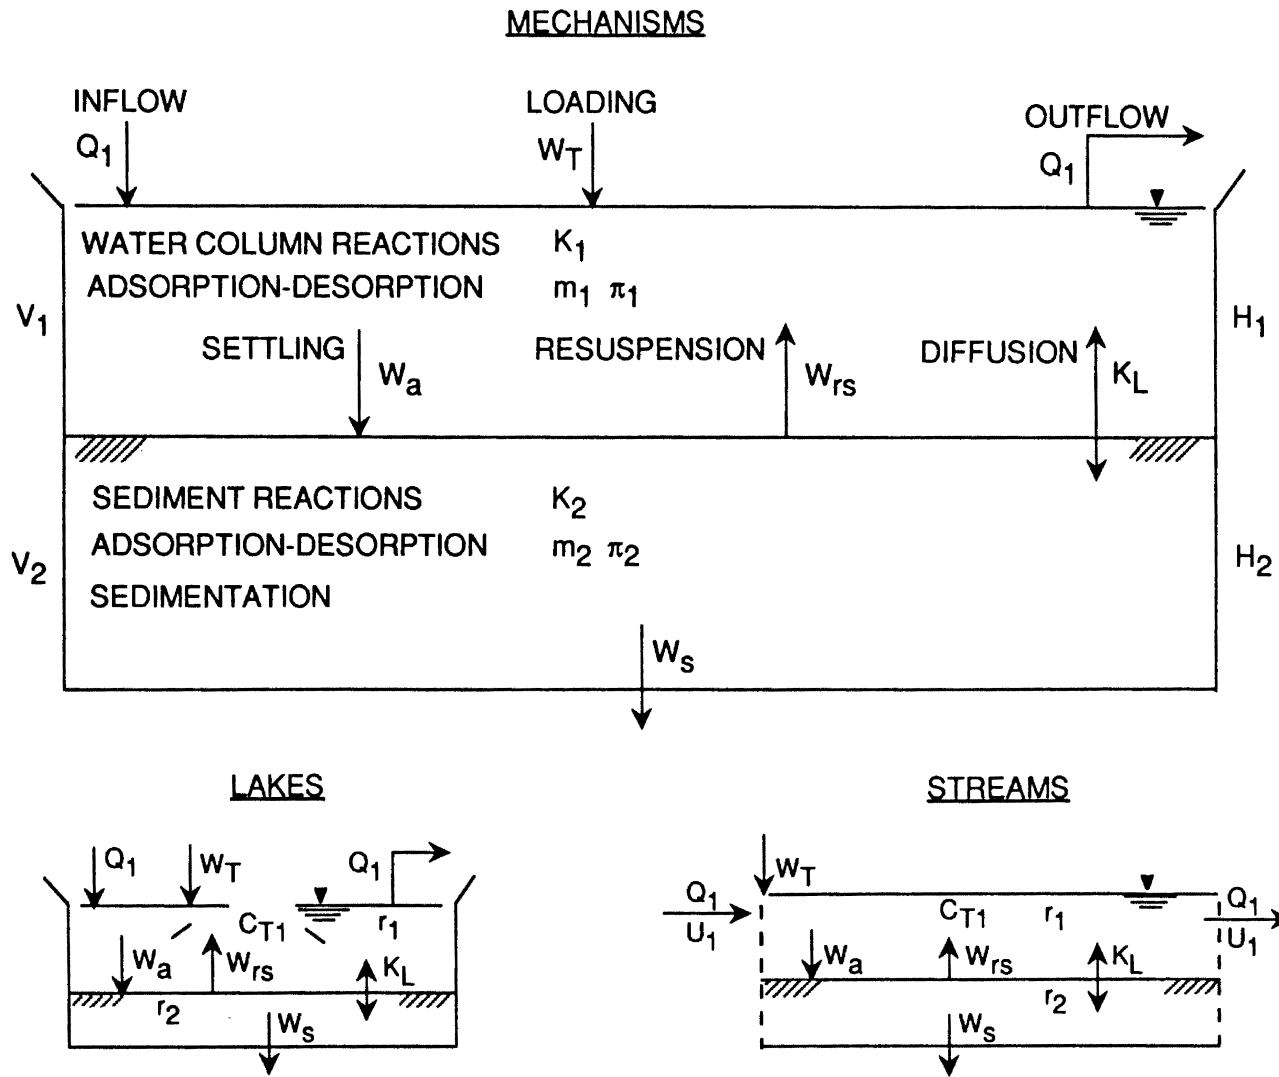 MECHANISMS
INFLOW
LOADING
OUTFLOW
Q1
WT
Q1
WATER COLUMN REACTIONS K1
ADSORPTION-DESORPTION m1 π1
V1
H1
SETTLING
RESUSPENSION
DIFFUSION
Wa
Wrs
KL
SEDIMENT REACTIONS K2
ADSORPTION-DESORPTION m2 π2
V2
H2
SEDIMENTATION
Ws
LAKES
Q1
WT
Q1
CT1
r1
Wa
Wrs
KL
r2
Ws
STREAMS
WT
Q1
U1
CT1
r1
Q1
U1
Wa
Wrs
KL
r2
Ws